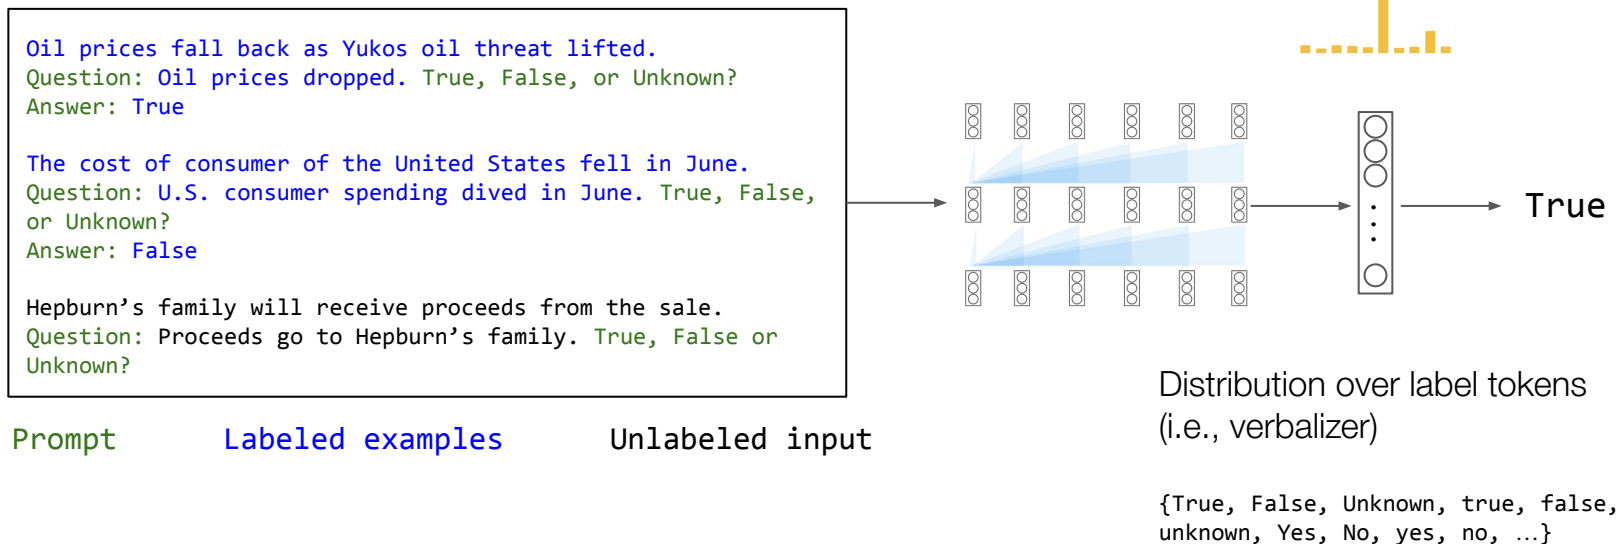 Oil prices fall back as Yukos oil threat lifted.
Question: Oil prices dropped. True, False, or Unknown?
Answer: True
The cost of consumer of the United States fell in June.
Question: U.S. consumer spending dived in June. True, False,
or Unknown?
Answer: False
Hepburn’s family will receive proceeds from the sale.
Question: Proceeds go to Hepburn’s family. True, False or
Unknown?
True
Prompt Labeled examples Unlabeled input
Distribution over label tokens
(i.e., verbalizer)
{True, False, Unknown, true, false,
unknown, Yes, No, yes, no, …}